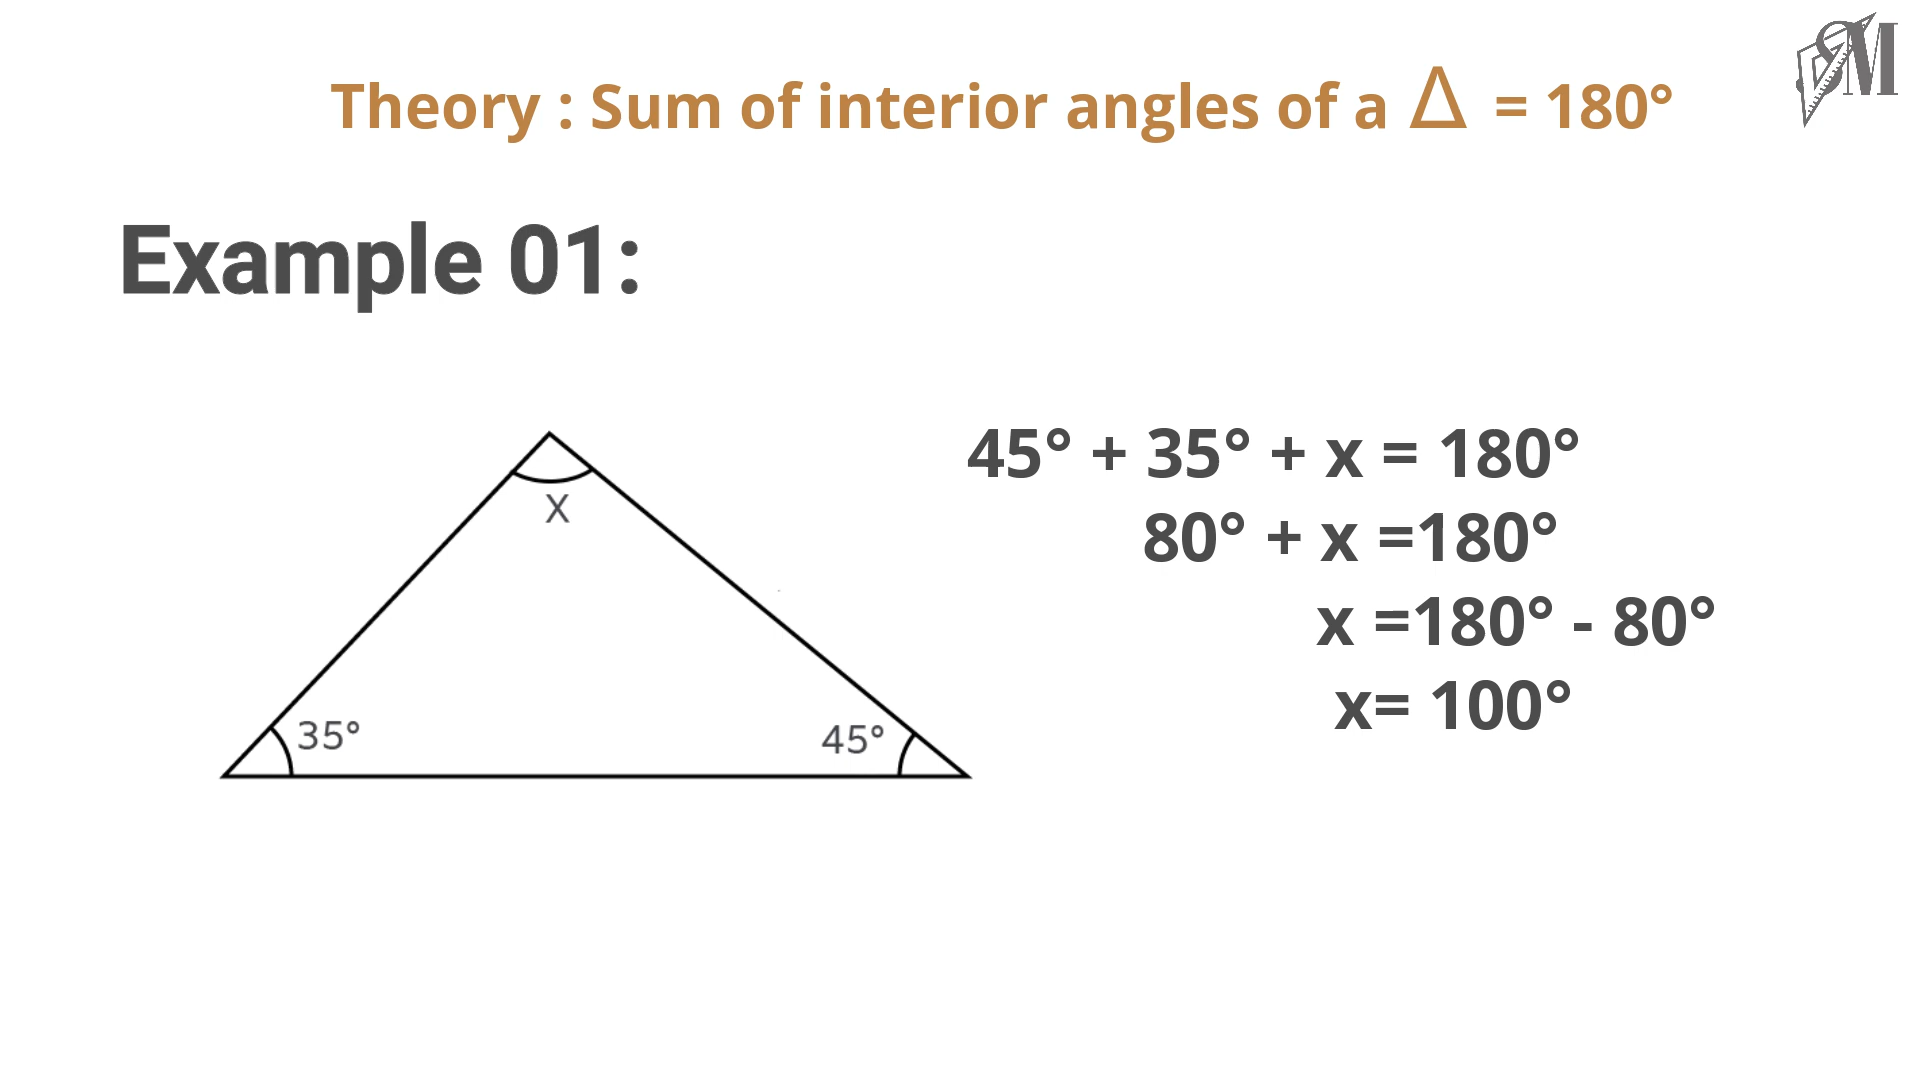 SM
Theory : Sum of interior angles of a Δ = 180°
Example 01:
X
35°
45°
45° + 35° + x = 180°
80° + x =180°
x =180° - 80°
x= 100°